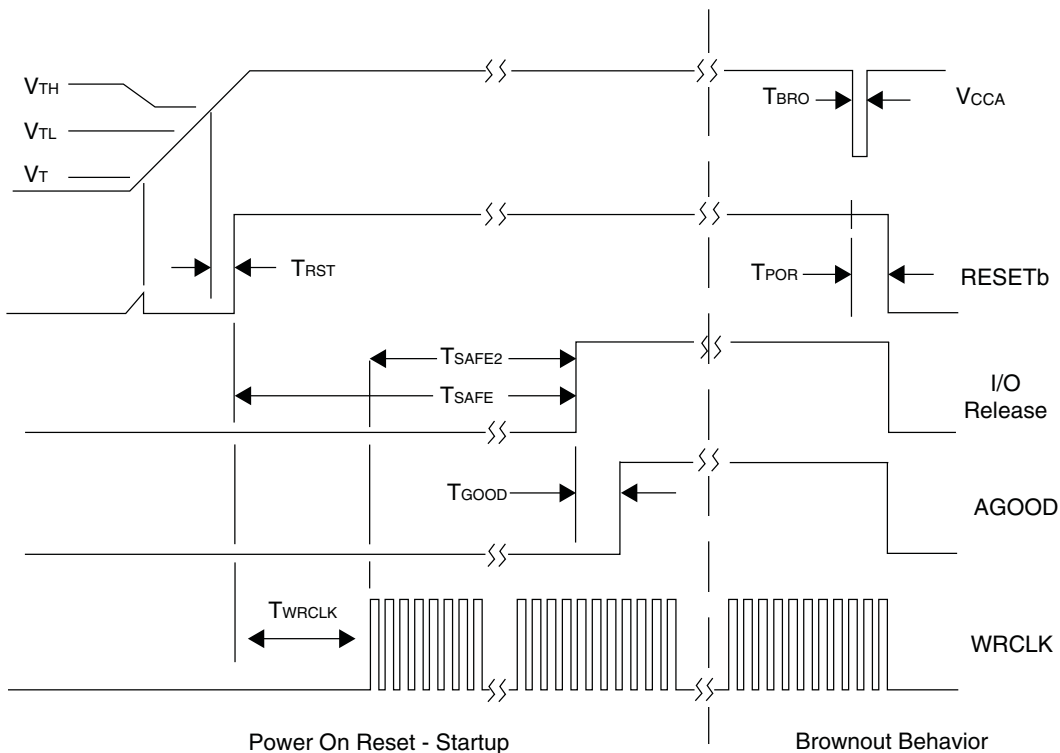 VTH
TBRO
VCCA
VTL
VT
TRST
TPOR
RESETb
TSAFE2
TSAFE
I/O
Release
TGOOD
AGOOD
TWRCLK
WRCLK
Power On Reset - Startup
Brownout Behavior